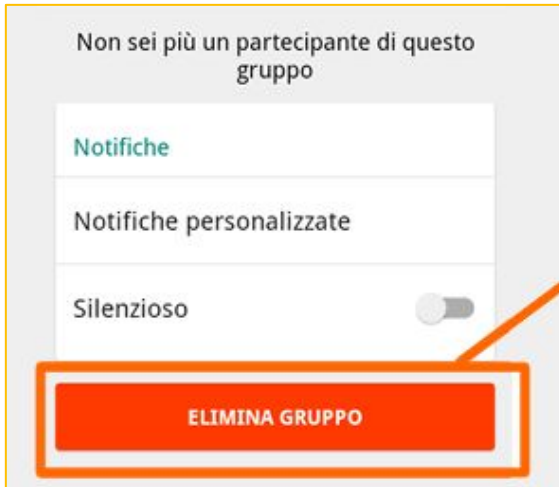 Non sei più un partecipante di questo
gruppo
Notifiche
Notifiche personalizzate
Silenzioso
ELIMINA GRUPPO